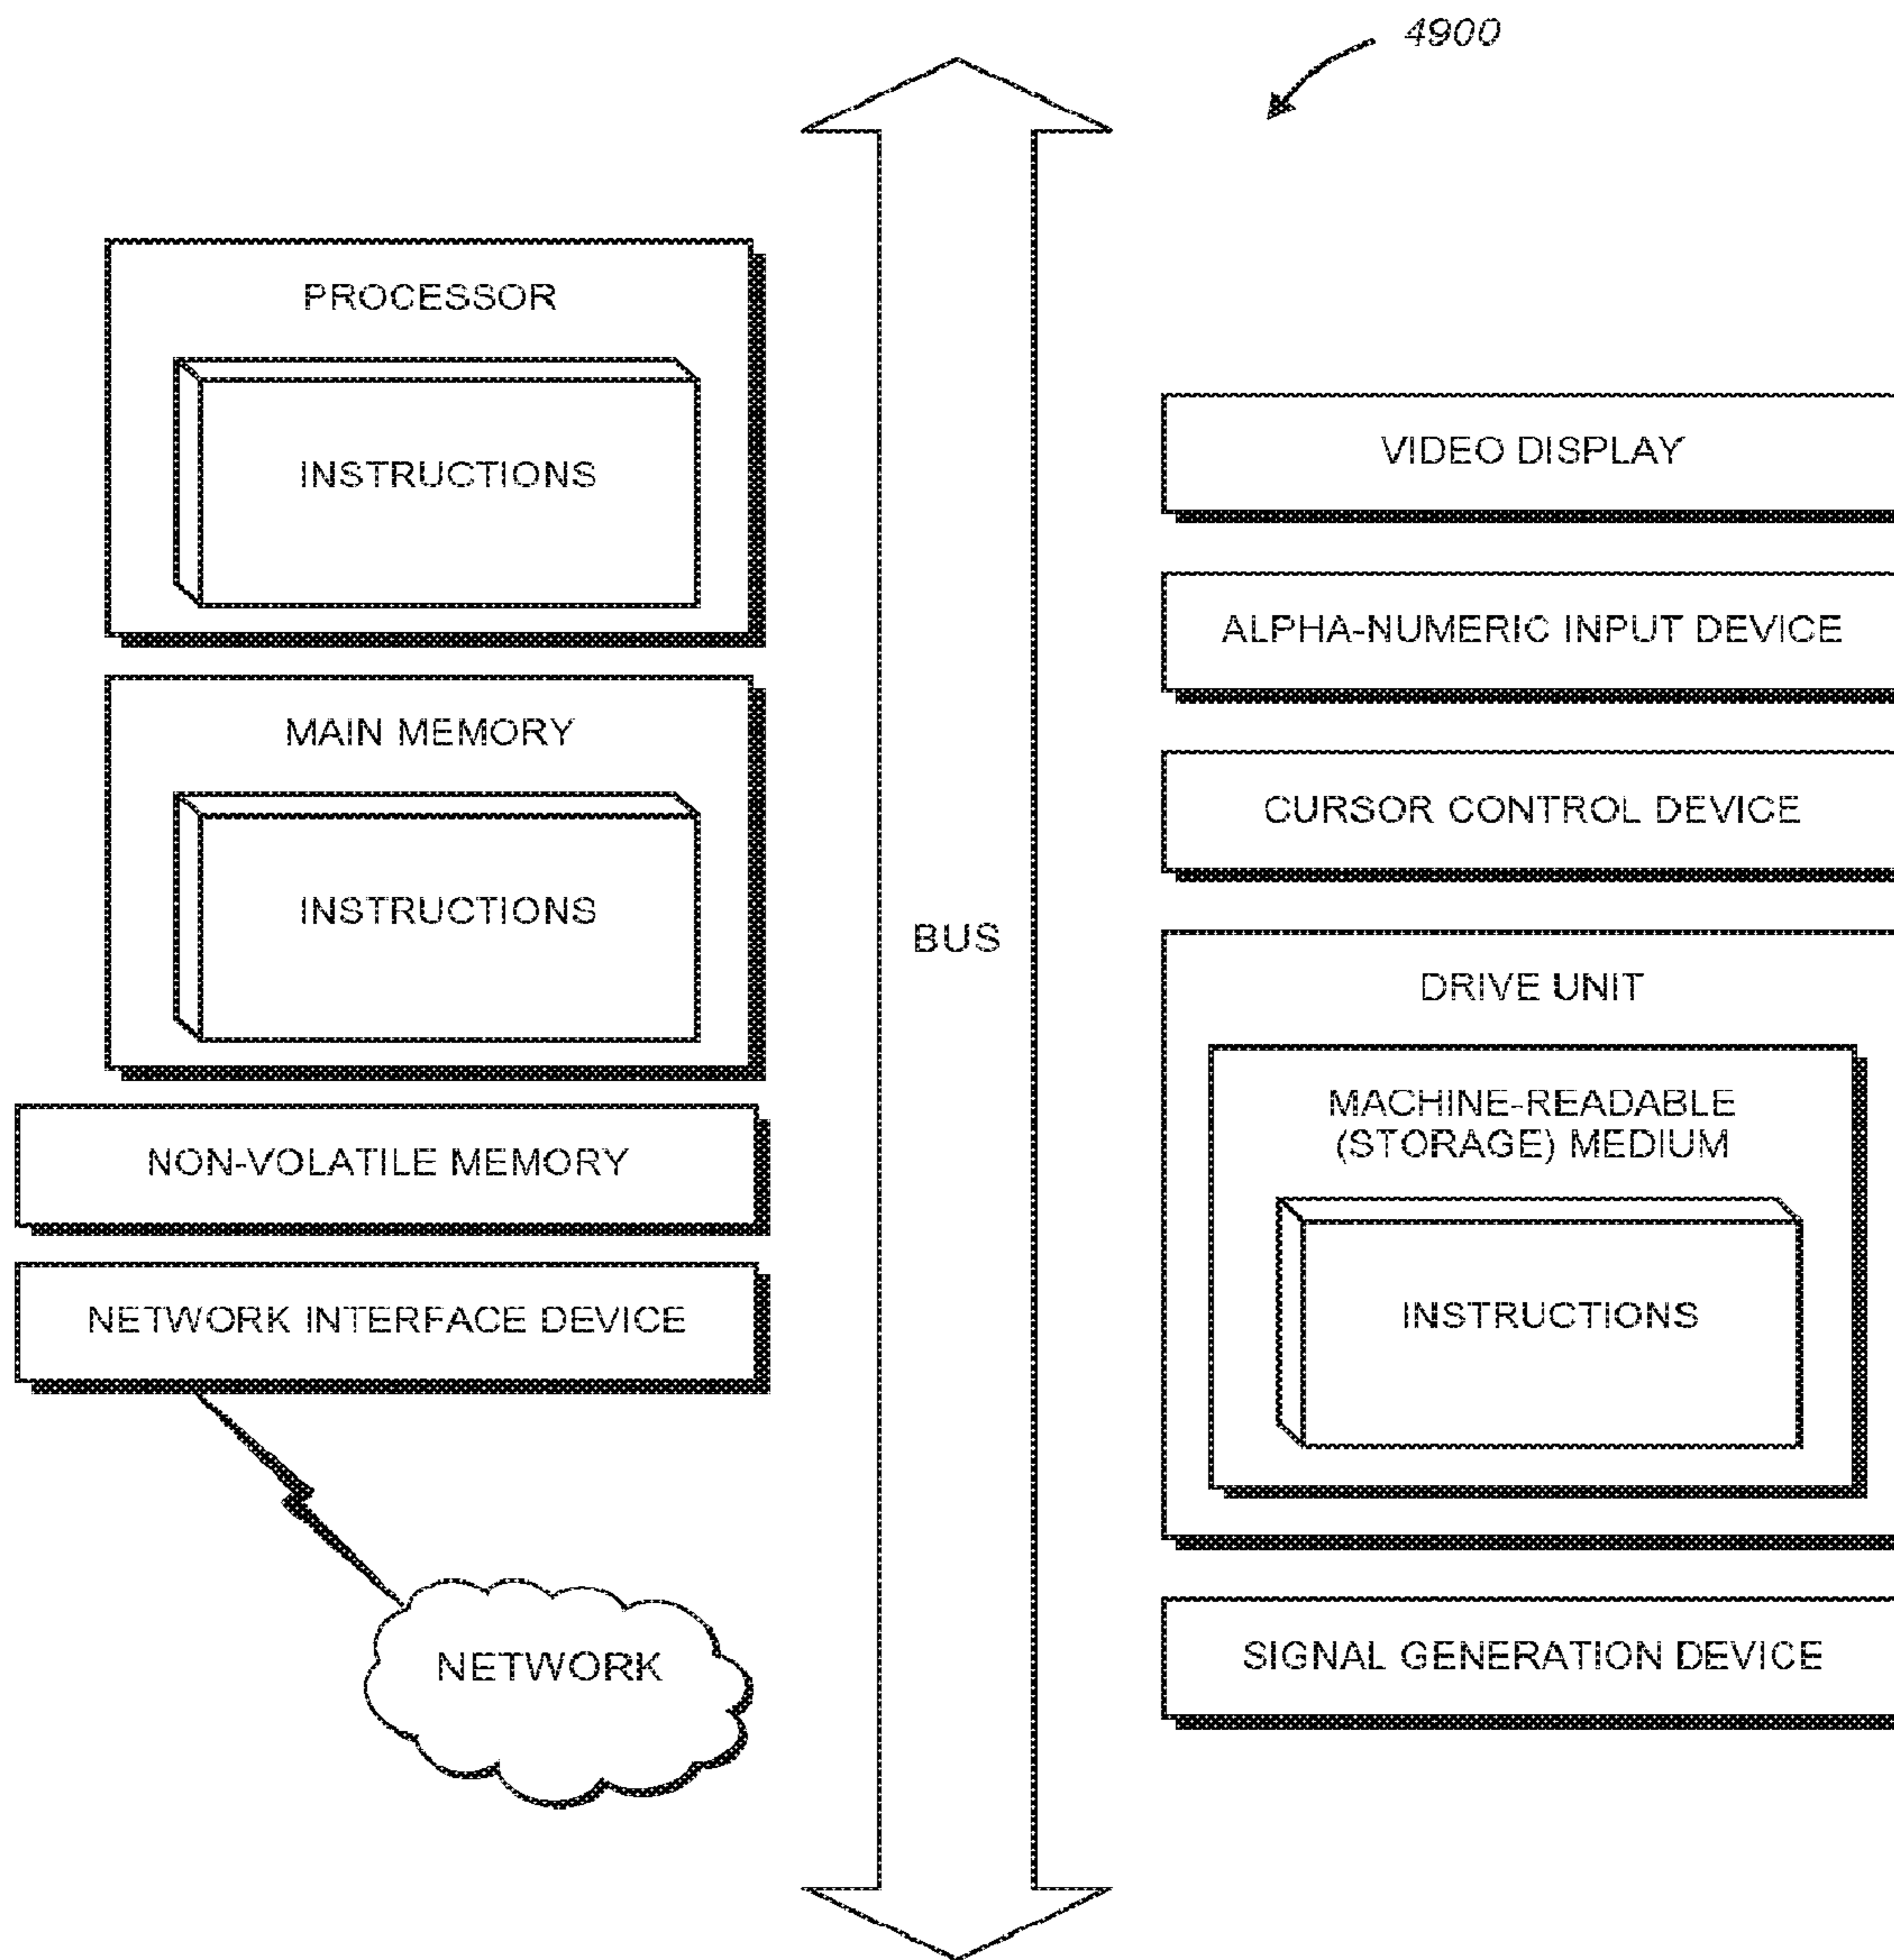 4900
PROCESSOR
INSTRUCTIONS
MAIN MEMORY
INSTRUCTIONS
NON-VOLATILE MEMORY
NETWORK INTERFACE DEVICE
NETWORK
BUS
VIDEO DISPLAY
ALPHA-NUMERIC INPUT DEVICE
CURSOR CONTROL DEVICE
DRIVE UNIT
MACHINE-READABLE
(STORAGE) MEDIUM
INSTRUCTIONS
SIGNAL GENERATION DEVICE